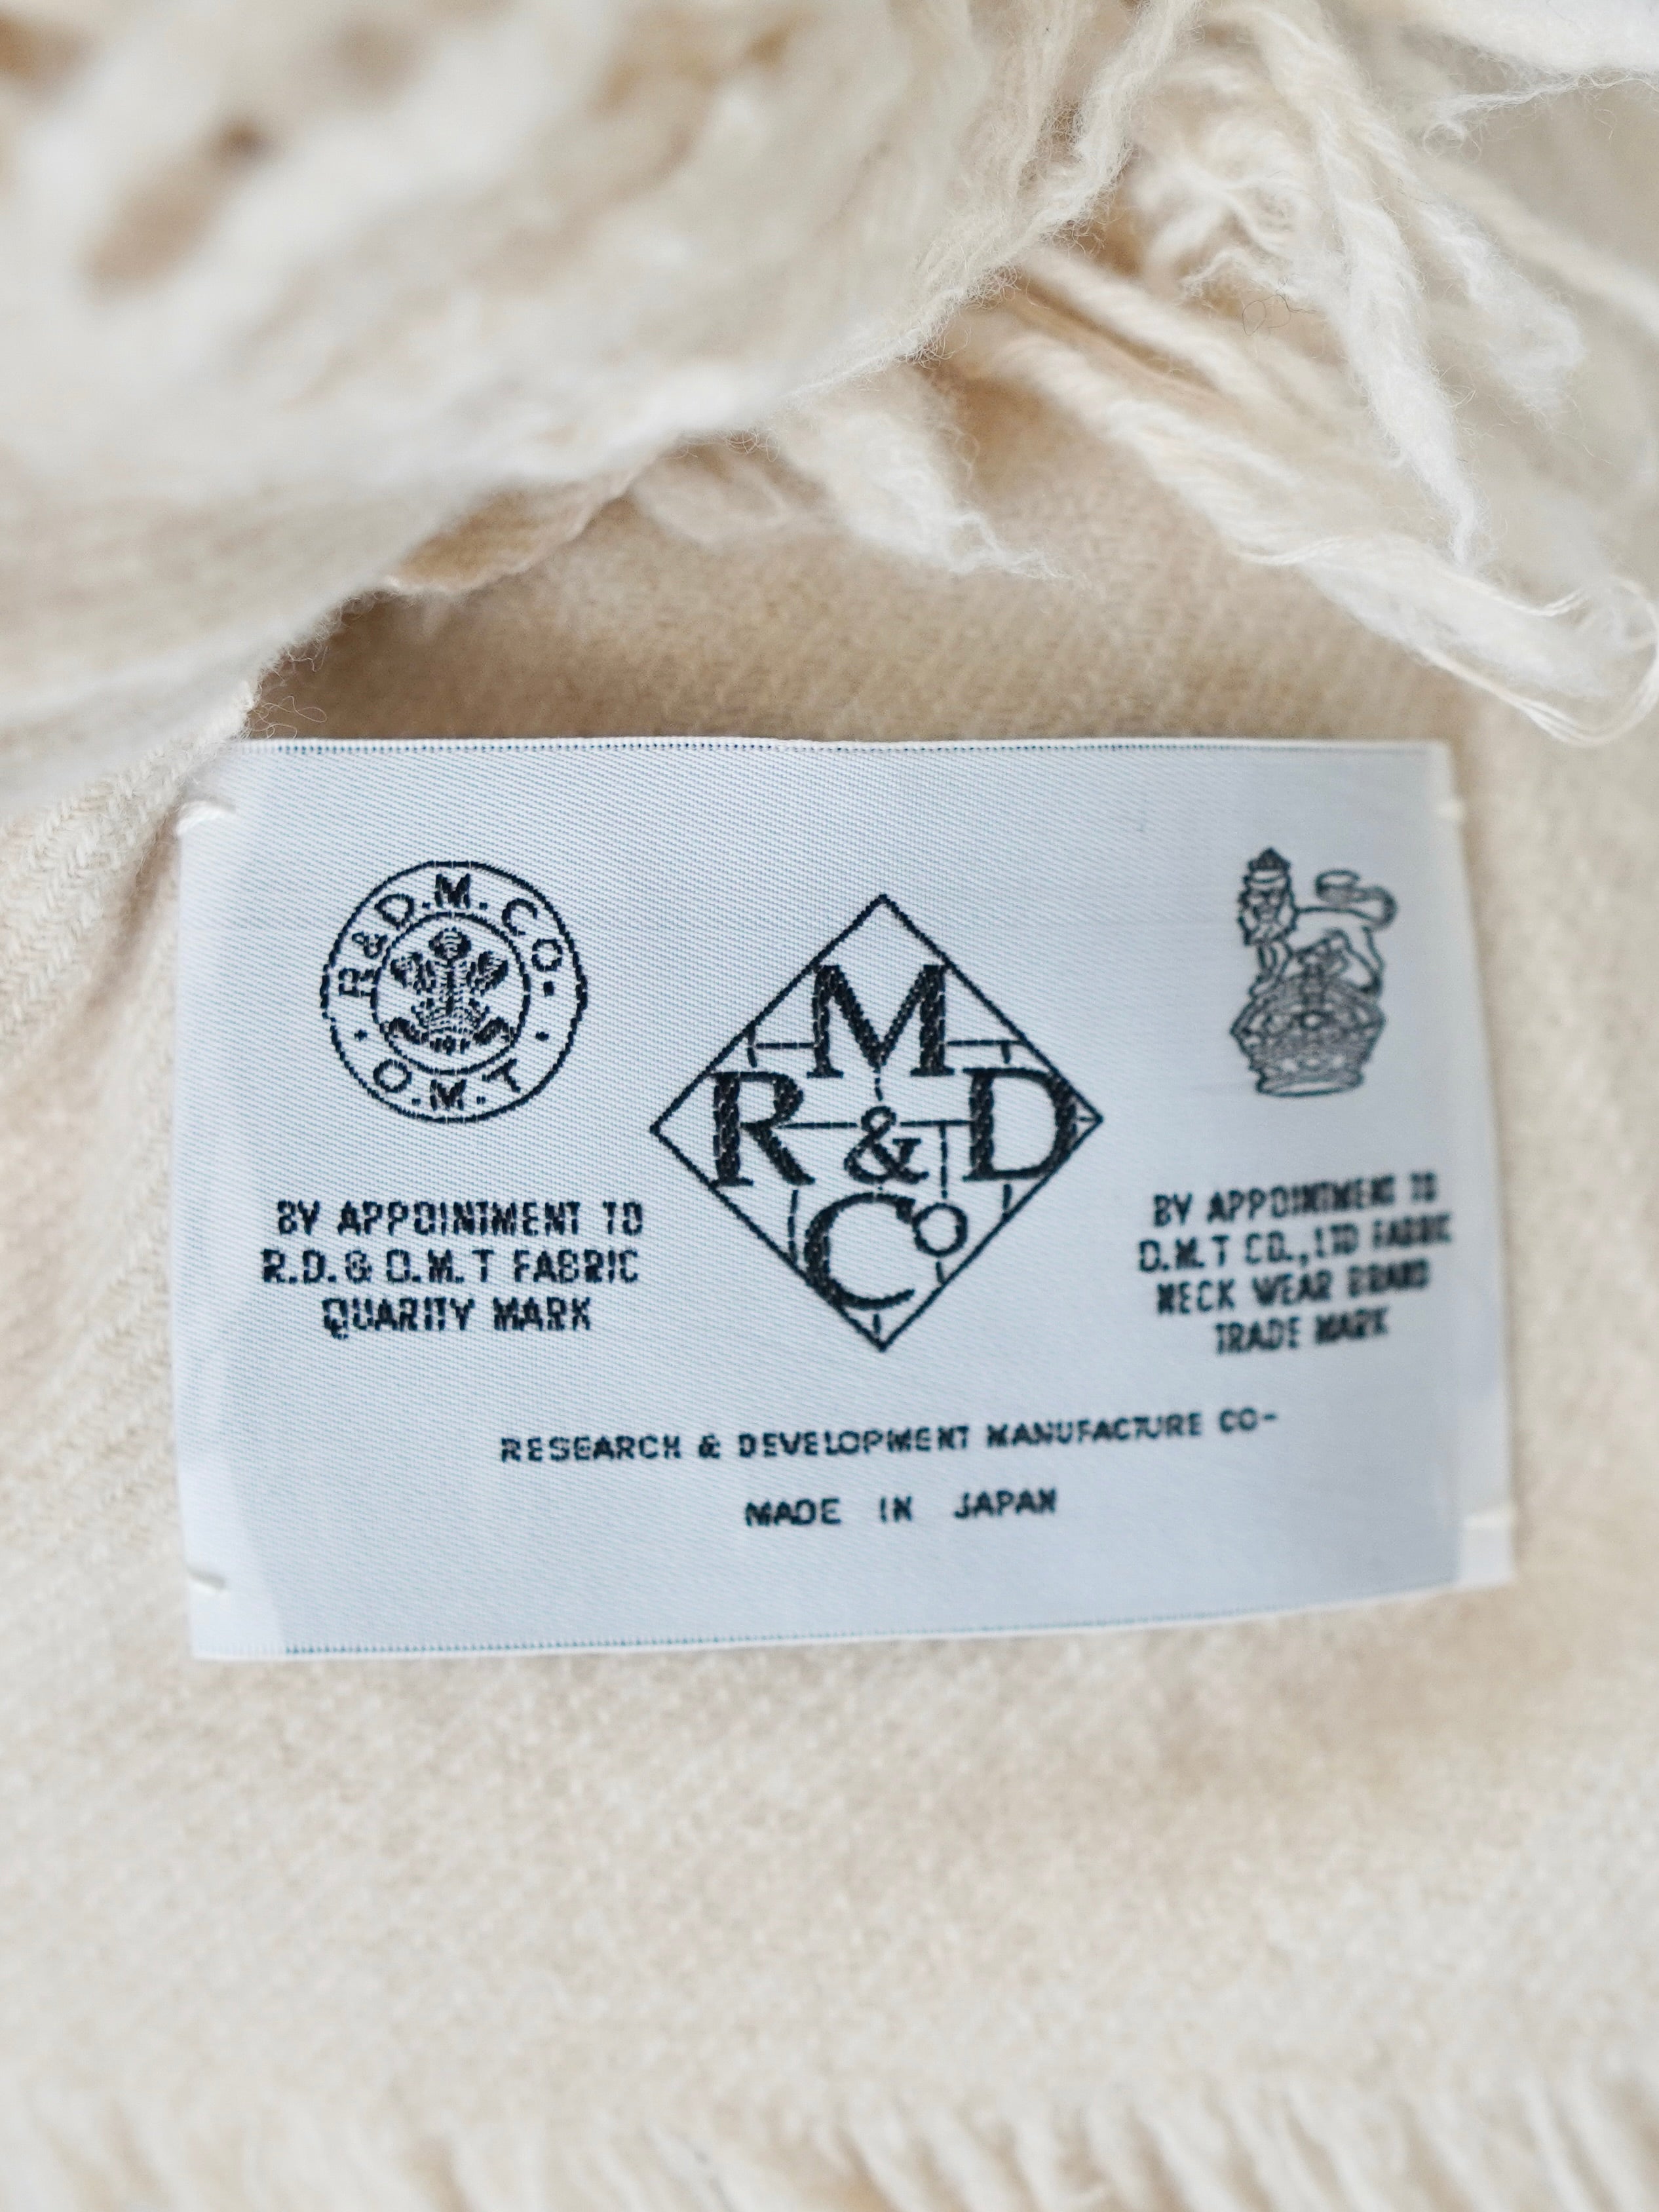 R.&D.M.CO.
O.M.T
BY APPOINTMENT TO
R.D.& O.M.T FABRIC
QUARITY MARK
M
R & D
Co
BY APPOINTMENT TO
O.M.T CO.,LTD FABRIC
NECK WEAR BRAND
TRADE MARK
RESEARCH & DEVELOPMENT MANUFACTURE CO-
MADE IN JAPAN